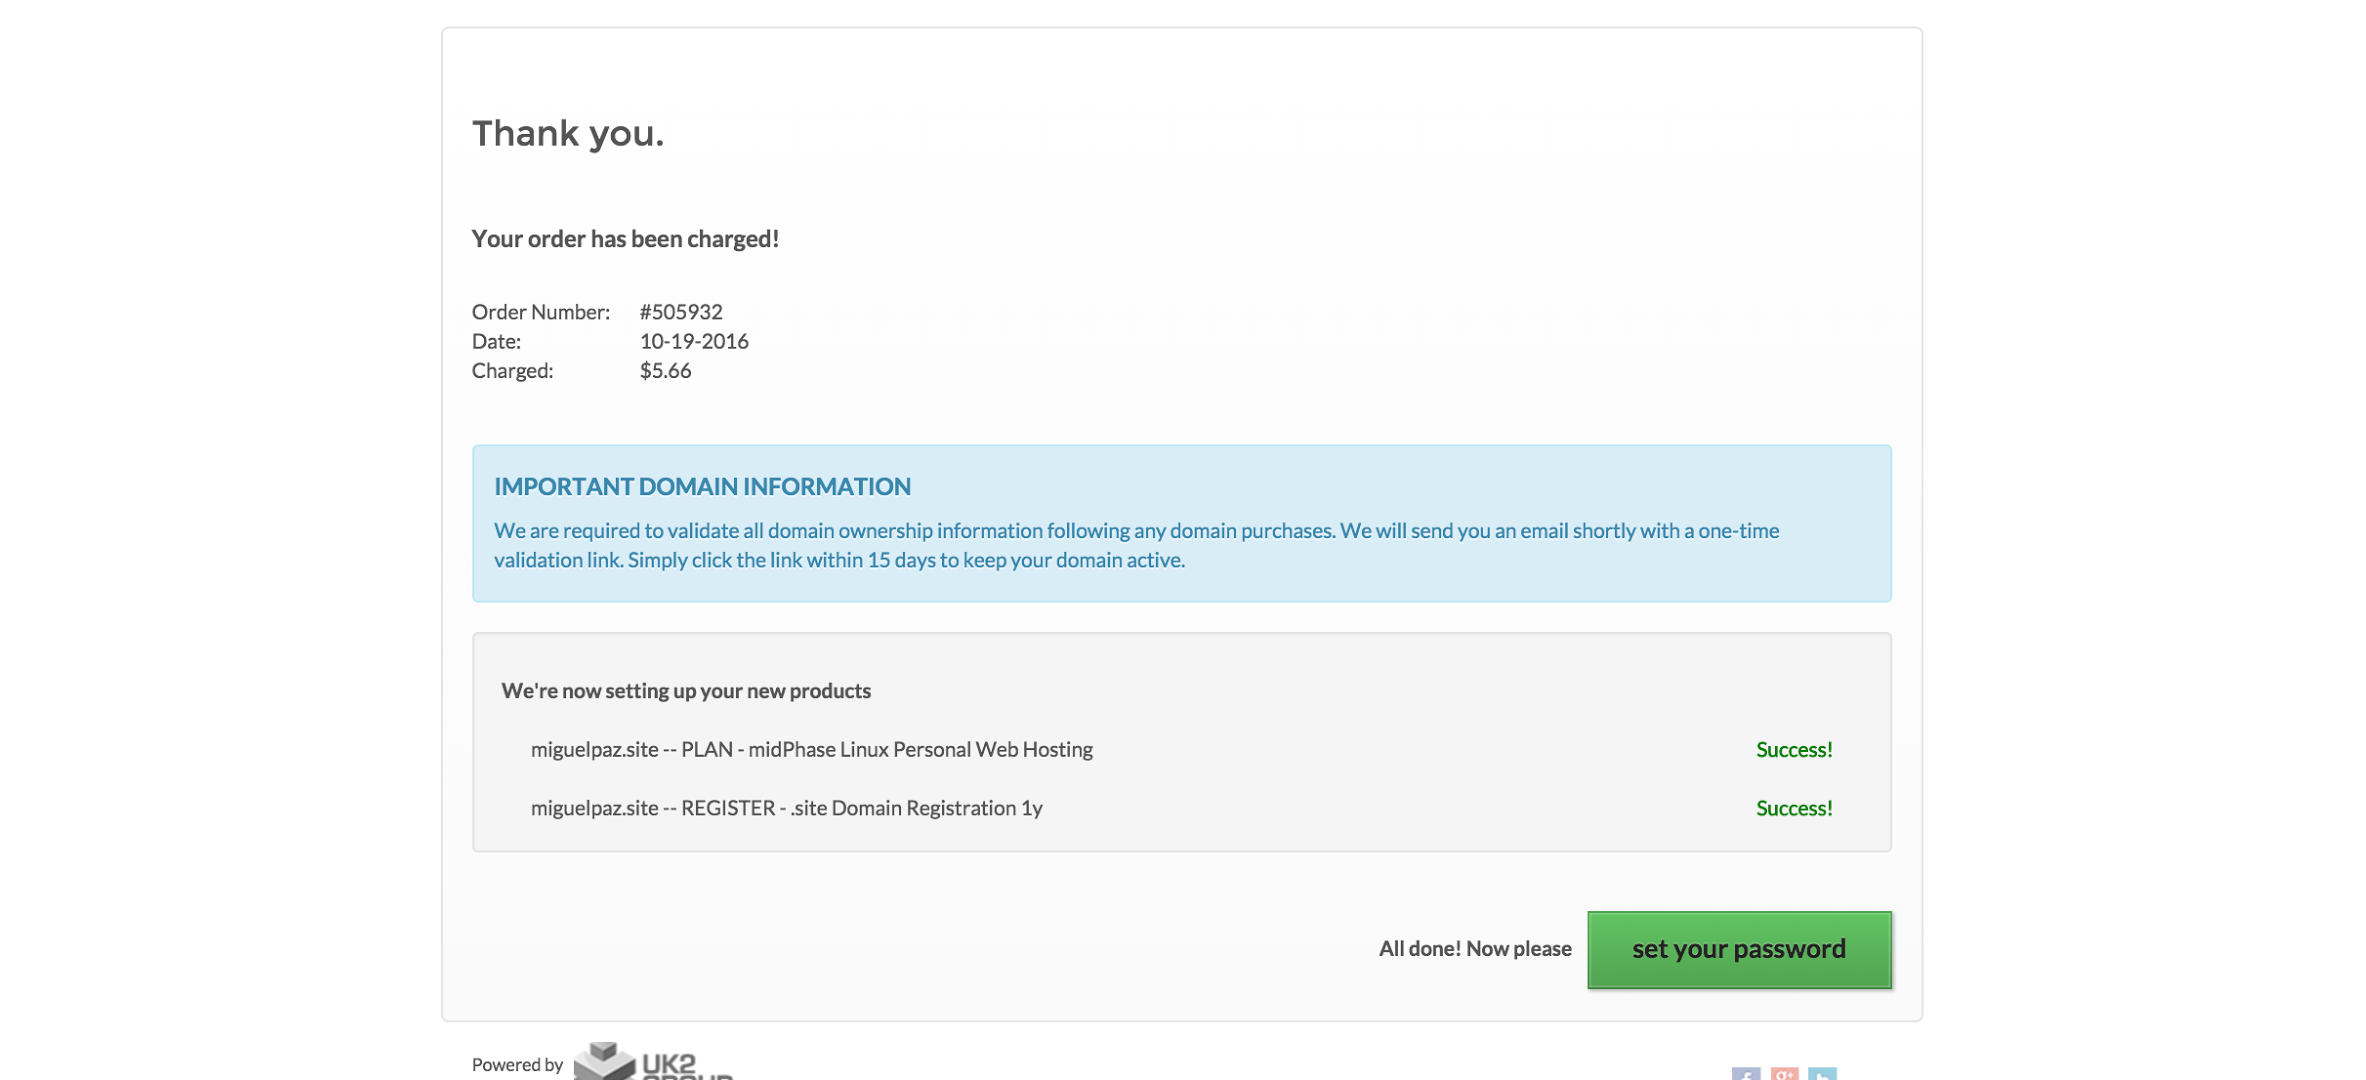 Thank you.
Your order has been charged!
Order Number: #505932
Date: 10-19-2016
Charged: $5.66
IMPORTANT DOMAIN INFORMATION
We are required to validate all domain ownership information following any domain purchases. We will send you an email shortly with a one-time
validation link. Simply click the link within 15 days to keep your domain active.
We're now setting up your new products
miguelpaz.site -- PLAN - midPhase Linux Personal Web Hosting Success!
miguelpaz.site -- REGISTER - .site Domain Registration 1y Success!
All done! Now please set your password
Powered by UK2
GROUP